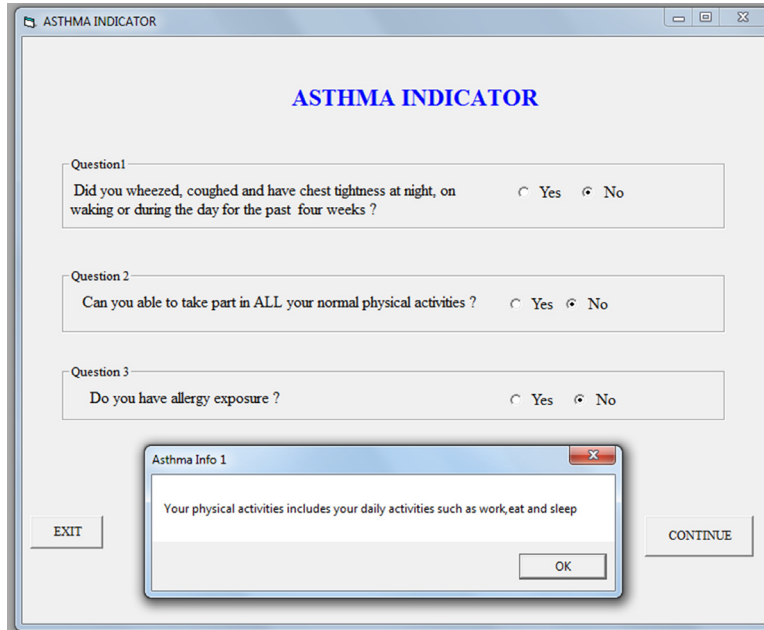 ASTHMA INDICATOR
ASTHMA INDICATOR
Question1
Did you wheezed, coughed and have chest tightness at night, on
waking or during the day for the past four weeks ?
Yes No
Question 2
Can you able to take part in ALL your normal physical activities ?
Yes No
Question 3
Do you have allergy exposure ?
Yes No
Asthma Info 1
Your physical activities includes your daily activities such as work,eat and sleep
OK
EXIT
CONTINUE